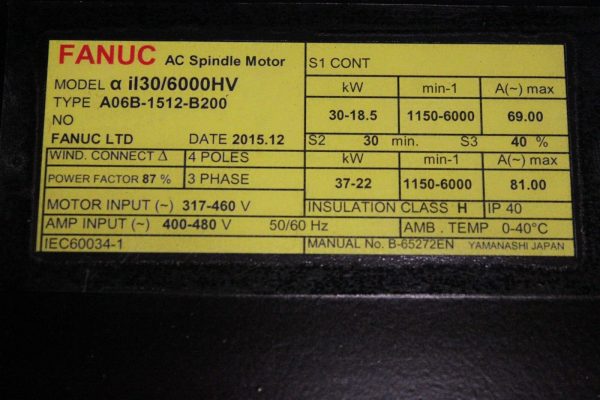 FANUC AC Spindle Motor
MODEL α iI30/6000HV
TYPE A06B-1512-B200
NO
FANUC LTD DATE 2015.12
WIND. CONNECT Δ 4 POLES
POWER FACTOR 87 % 3 PHASE
MOTOR INPUT (~) 317-460 V
AMP INPUT (~) 400-480 V 50/60 Hz
IEC60034-1
S1 CONT
kW min-1 A(~) max
30-18.5 1150-6000 69.00
S2 30 min. S3 40 %
kW min-1 A(~) max
37-22 1150-6000 81.00
INSULATION CLASS H IP 40
AMB . TEMP 0-40°C
MANUAL No. B-65272EN YAMANASHI JAPAN